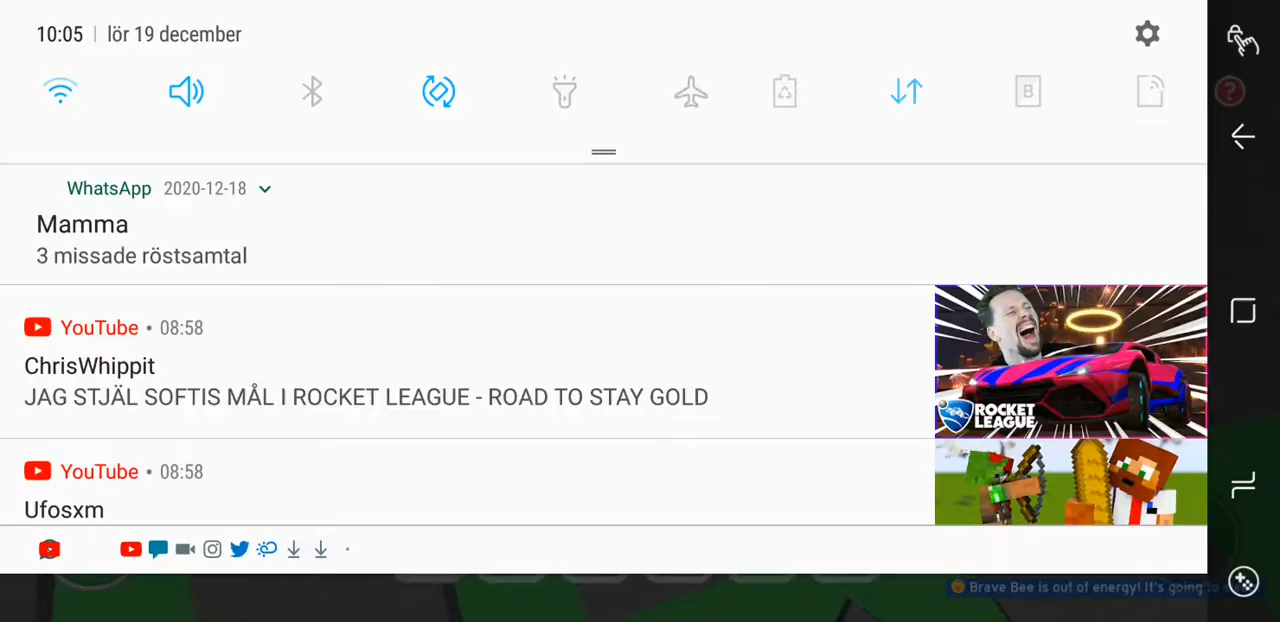 10:05 | lör 19 december
B
WhatsApp 2020-12-18
Mamma
3 missade röstsamtal
YouTube • 08:58
ChrisWhippit
JAG STJÄL SOFTIS MÅL I ROCKET LEAGUE - ROAD TO STAY GOLD
ROCKET
LEAGUE
YouTube • 08:58
Ufosxm
Brave Bee is out of energy! It's going to
?